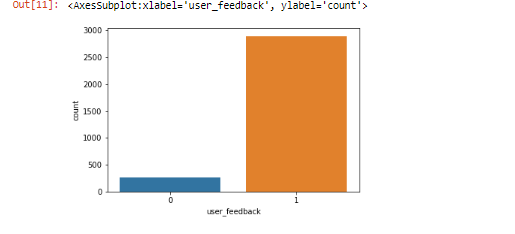 Out[11]: <AxesSubplot:xlabel='user_feedback', ylabel='count'>
3000
2500
2000
1500
1000
500
0
count
0 1
user_feedback